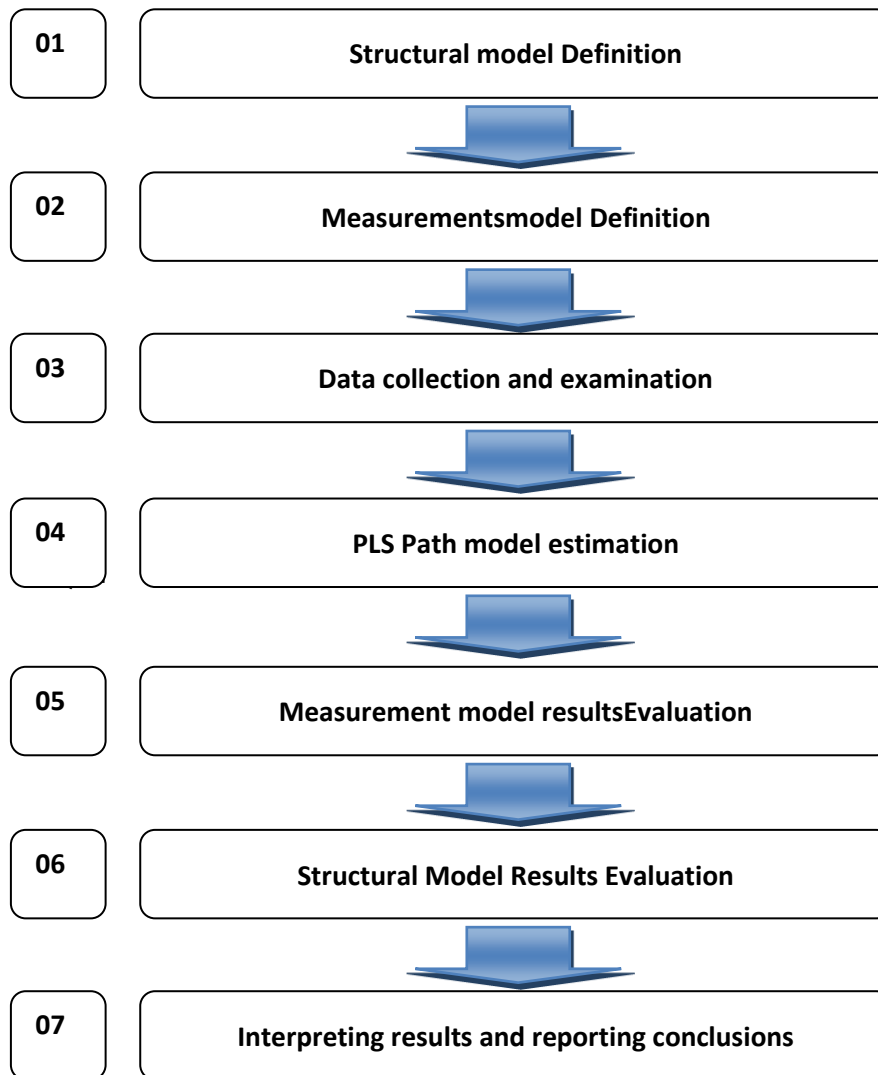 01
Structural model Definition
02
Measurementsmodel Definition
03
Data collection and examination
04
PLS Path model estimation
05
Measurement model resultsEvaluation
06
Structural Model Results Evaluation
07
Interpreting results and reporting conclusions